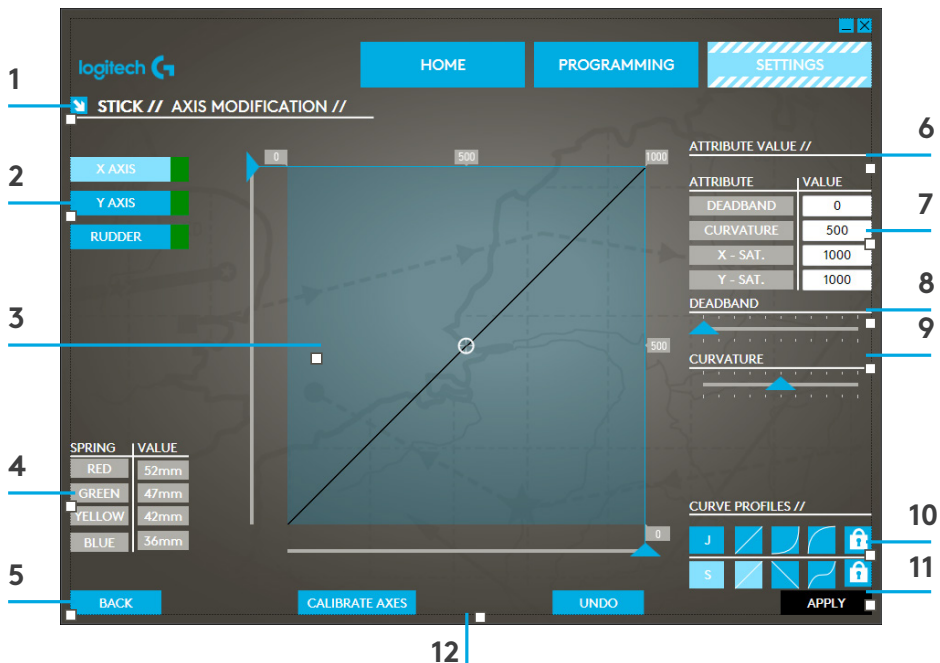 logitech G
HOME
PROGRAMMING
SETTINGS
1
STICK // AXIS MODIFICATION //
2
X AXIS
Y AXIS
RUDDER
0
500
1000
3
500
0
4
SPRING VALUE
RED 52mm
GREEN 47mm
YELLOW 42mm
BLUE 36mm
5
BACK
CALIBRATE AXES
UNDO
APPLY
6
ATTRIBUTE VALUE //
ATTRIBUTE VALUE
7
DEADBAND 0
CURVATURE 500
X - SAT. 1000
Y - SAT. 1000
8
DEADBAND
9
CURVATURE
CURVE PROFILES //
10
J
11
S
12